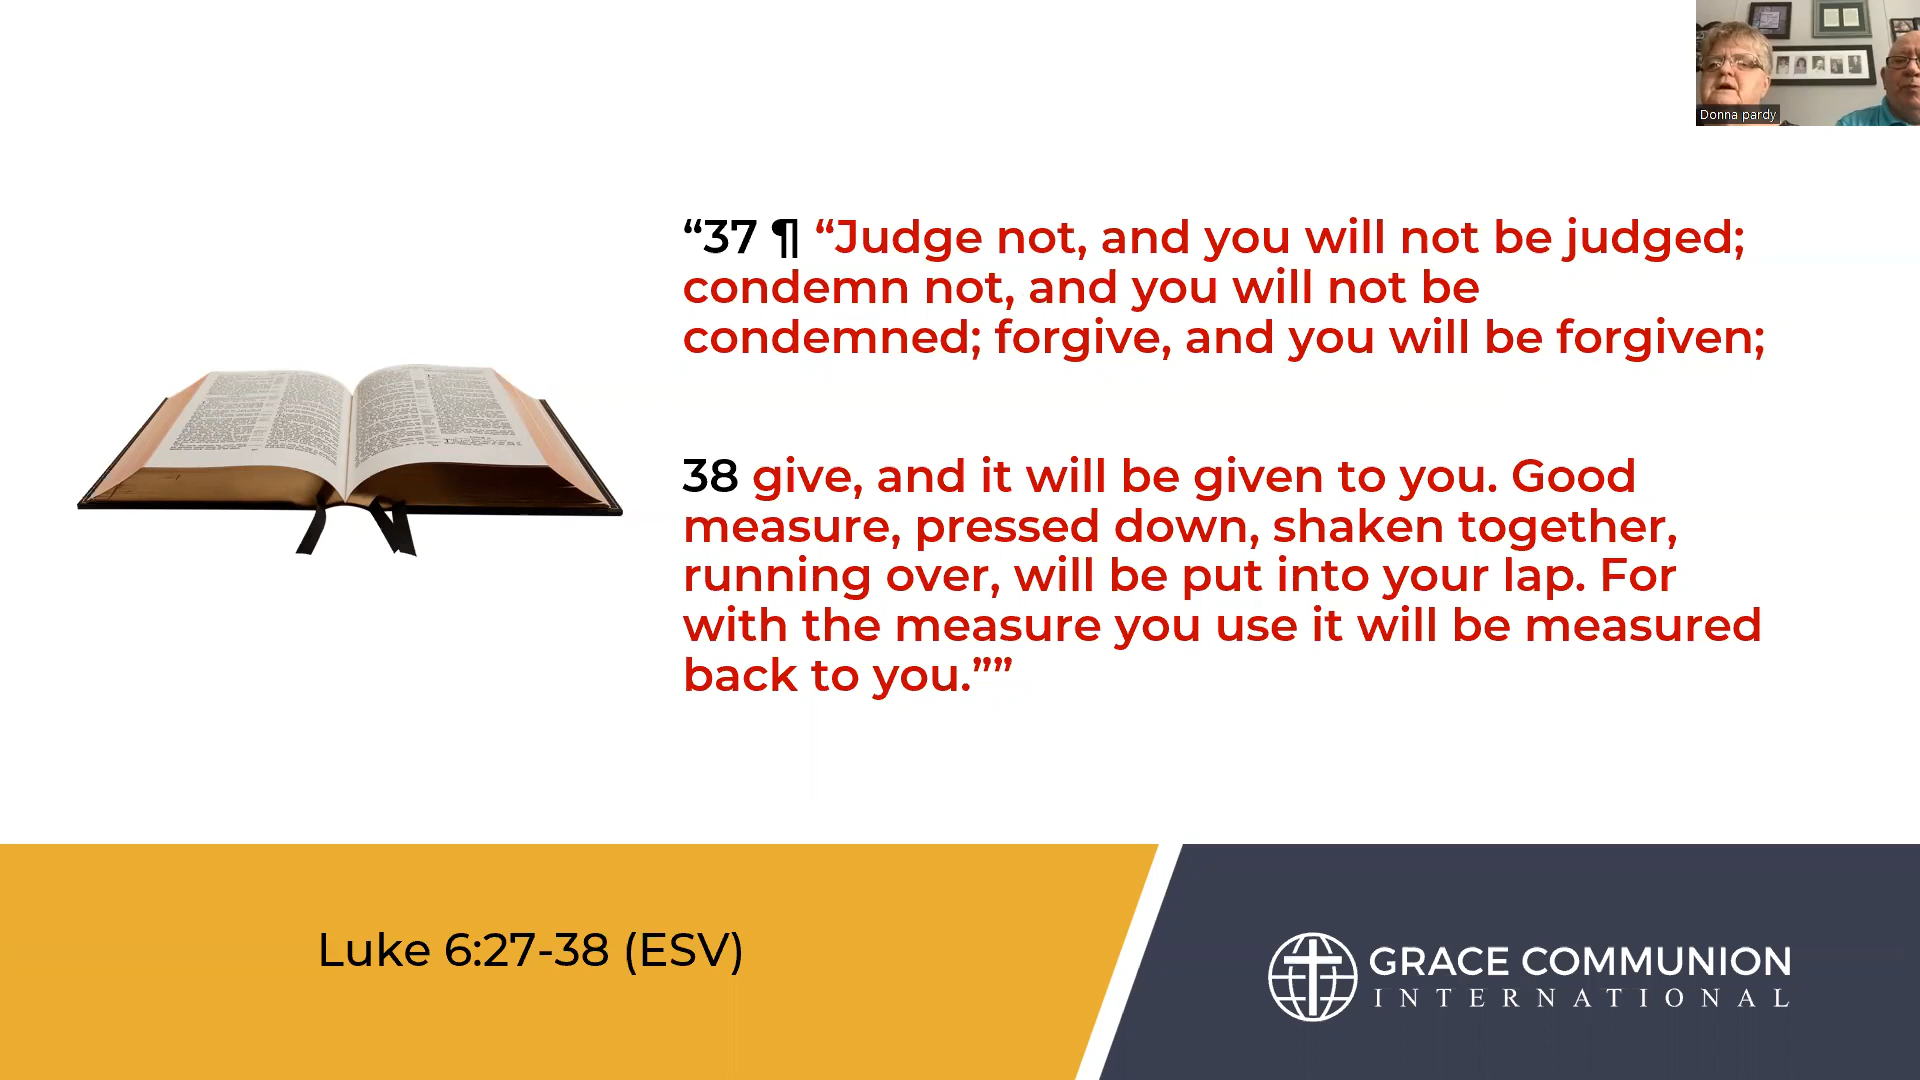 Donna pardy
“37 ¶ “Judge not, and you will not be judged;
condemn not, and you will not be
condemned; forgive, and you will be forgiven;
38 give, and it will be given to you. Good
measure, pressed down, shaken together,
running over, will be put into your lap. For
with the measure you use it will be measured
back to you.””
Luke 6:27-38 (ESV)
GRACE COMMUNION
INTERNATIONAL